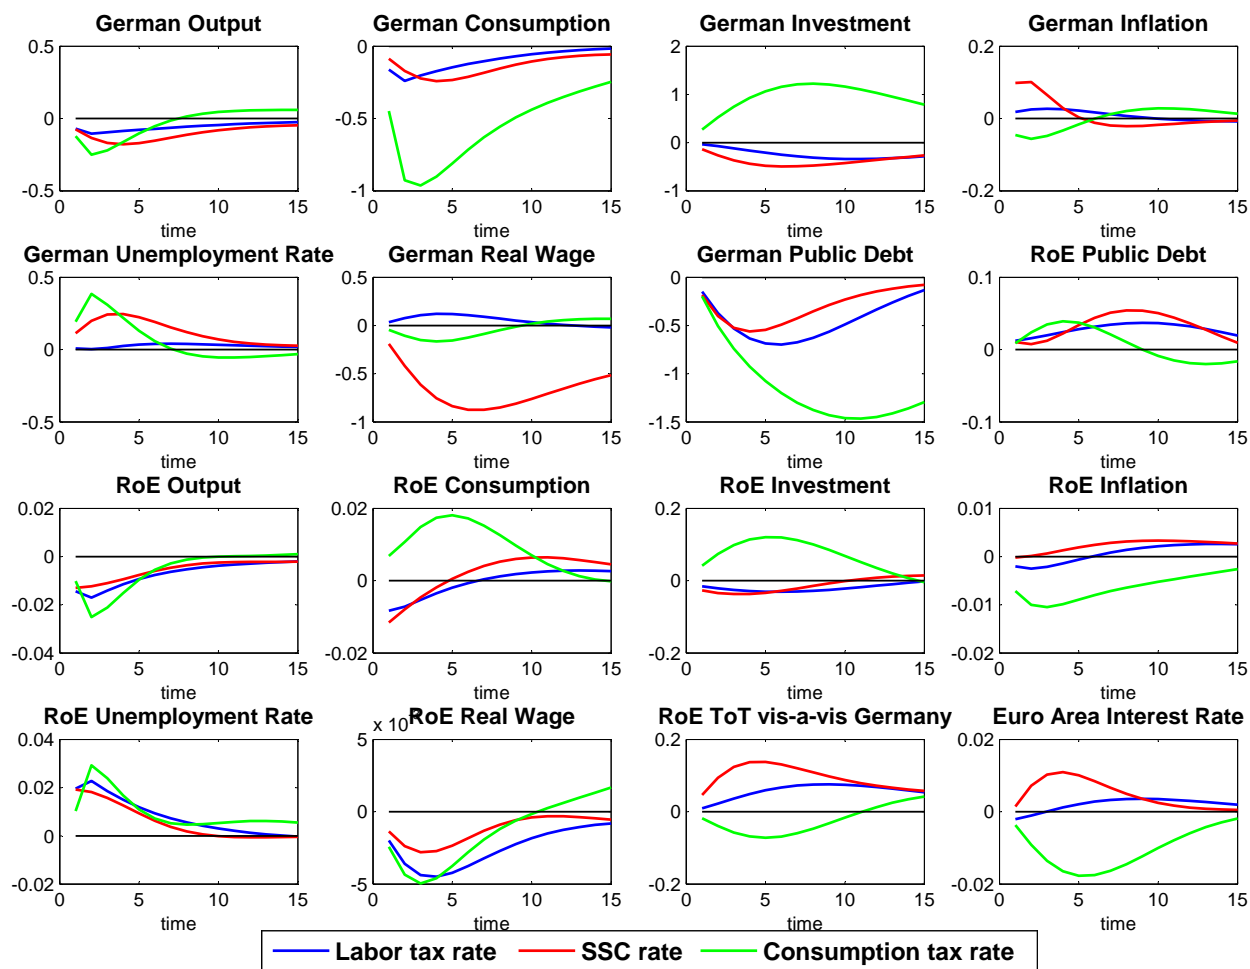 German Output
0.5
0
-0.5
0 5 10 15
time
German Consumption
0
-0.5
-1
0 5 10 15
time
German Investment
2
1
0
-1
0 5 10 15
time
German Inflation
0.2
0
-0.2
0 5 10 15
time
German Unemployment Rate
0.5
0
-0.5
0 5 10 15
time
German Real Wage
0.5
0
-0.5
-1
0 5 10 15
time
German Public Debt
0
-0.5
-1
-1.5
0 5 10 15
time
RoE Public Debt
0.1
0
-0.1
0 5 10 15
time
RoE Output
0.02
0
-0.02
-0.04
0 5 10 15
time
RoE Consumption
0.02
0
-0.02
0 5 10 15
time
RoE Investment
0.2
0
-0.2
0 5 10 15
time
RoE Inflation
0.01
0
-0.01
-0.02
0 5 10 15
time
RoE Unemployment Rate
0.04
0.02
0
-0.02
0 5 10 15
time
x 10
RoE Real Wage
5
0
-5
0 5 10 15
time
RoE ToT vis-a-vis Germany
0.2
0
-0.2
0 5 10 15
time
Euro Area Interest Rate
0.02
0
-0.02
0 5 10 15
time
Labor tax rate SSC rate Consumption tax rate